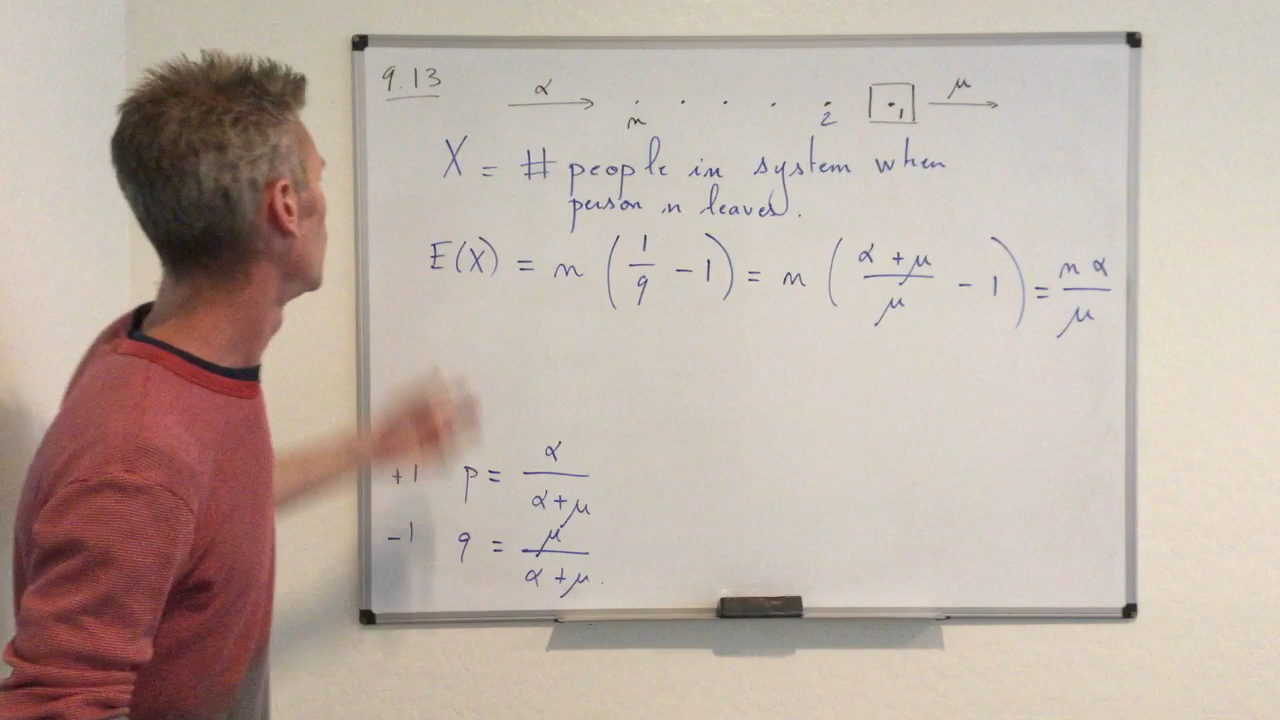 9.13
α → n . . . . 2 1 μ →
X = # people in system when
person n leaves.
E(X) = n (1/q - 1) = n ((α + μ)/μ - 1) = nα/μ
+1 p = α/(α + μ)
-1 q = μ/(α + μ).